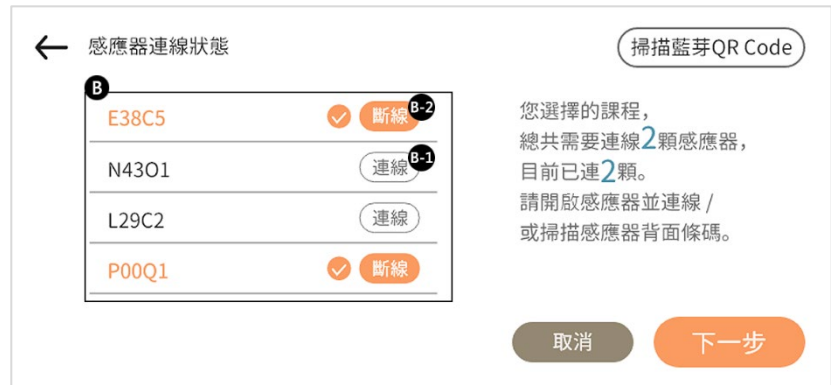 感應器連線狀態
掃描藍芽QR Code
B
E38C5 斷線 B-2
N43O1 連線 B-1
L29C2 連線
P00Q1 斷線
您選擇的課程，
總共需要連線2顆感應器，
目前已連2顆。
請開啟感應器並連線 /
或掃描感應器背面條碼。
取消
下一步